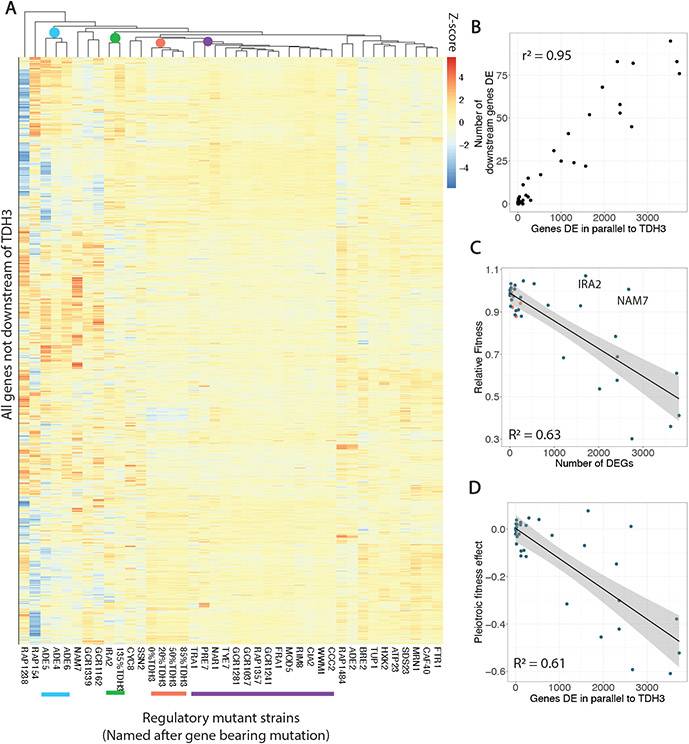 A
Z-score
4
2
0
−2
−4
All genes not downstream of TDH3
RAP1238
RAP154
ADE5
ADE4
ADE6
NAM7
GCR1339
GCR1162
IRA2
135%TDH3
CYC8
SSN2
0%TDH3
20%TDH3
50%TDH3
85%TDH3
TRA1
PRE7
NAR1
TYE7
GCR1281
GCR1037
RAP1357
GCR1241
FRA1
MOD5
RIM8
CIA2
WWM1
CCC2
RAP1484
ADE2
BRE2
TUP1
HXK2
ATP23
SDS23
MRN1
CAF40
FTR1
Regulatory mutant strains
(Named after gene bearing mutation)
B
r² = 0.95
Number of
downstream genes DE
75
50
25
0
0 1000 2000 3000
Genes DE in parallel to TDH3
C
1.1
0.9
0.7
0.5
0.3
Relative Fitness
IRA2
NAM7
R² = 0.63
0 1000 2000 3000
Number of DEGs
D
0.0
−0.2
−0.4
−0.6
Pleiotroic fitness effect
R² = 0.61
0 1000 2000 3000
Genes DE in parallel to TDH3